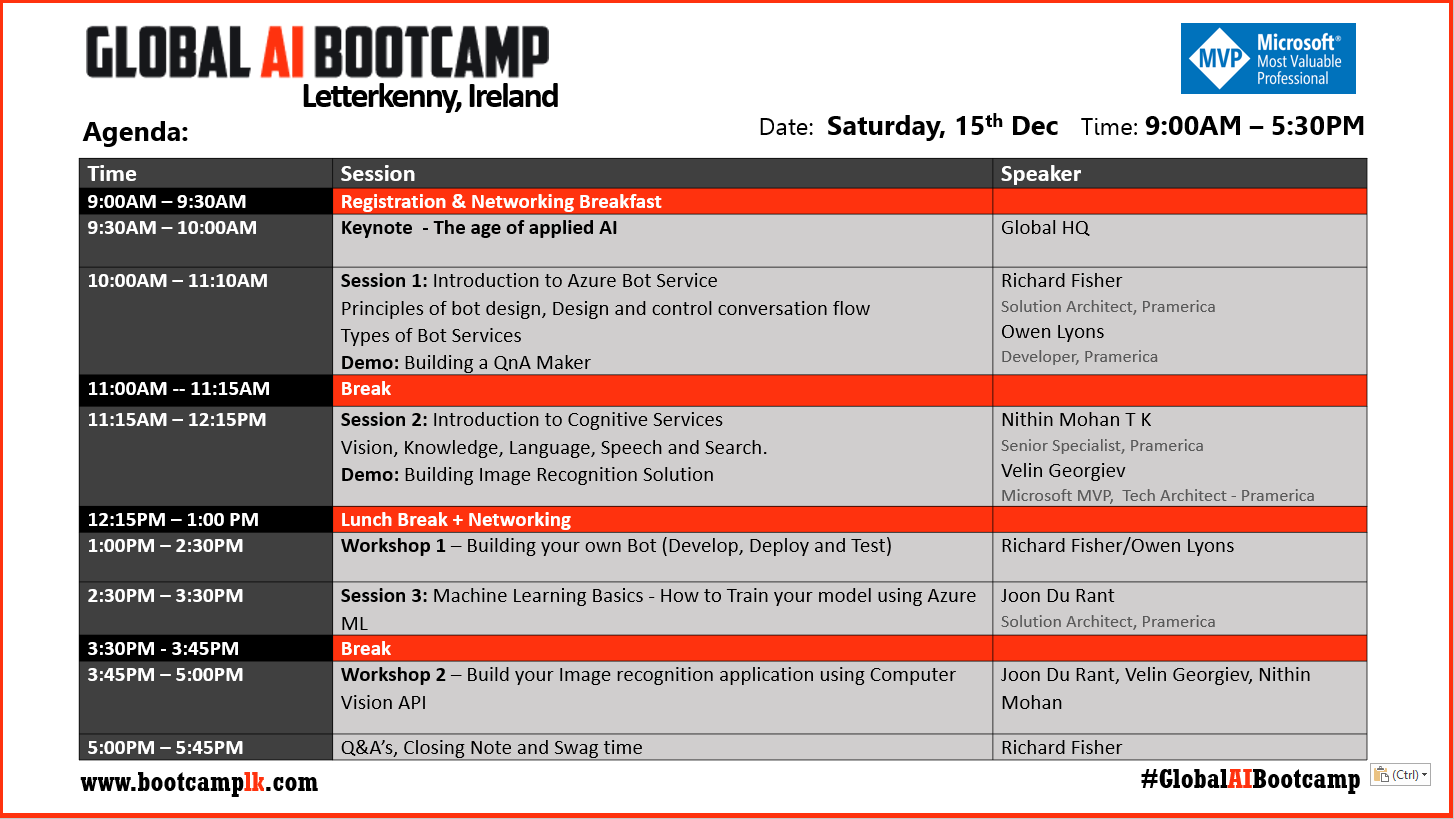 GLOBAL AI BOOTCAMP
Letterkenny, Ireland
MVP
Microsoft®
Most Valuable
Professional
Agenda:
Date: Saturday, 15th Dec Time: 9:00AM – 5:30PM
Time Session Speaker
9:00AM – 9:30AM Registration & Networking Breakfast
9:30AM – 10:00AM Keynote - The age of applied AI Global HQ
10:00AM – 11:10AM Session 1: Introduction to Azure Bot Service Richard Fisher
Principles of bot design, Design and control conversation flow Solution Architect, Pramerica
Types of Bot Services Owen Lyons
Demo: Building a QnA Maker Developer, Pramerica
11:00AM -- 11:15AM Break
11:15AM – 12:15PM Session 2: Introduction to Cognitive Services Nithin Mohan T K
Vision, Knowledge, Language, Speech and Search. Senior Specialist, Pramerica
Demo: Building Image Recognition Solution Velin Georgiev
Microsoft MVP, Tech Architect - Pramerica
12:15PM – 1:00 PM Lunch Break + Networking
1:00PM – 2:30PM Workshop 1 – Building your own Bot (Develop, Deploy and Test) Richard Fisher/Owen Lyons
2:30PM – 3:30PM Session 3: Machine Learning Basics - How to Train your model using Azure Joon Du Rant
ML Solution Architect, Pramerica
3:30PM - 3:45PM Break
3:45PM – 5:00PM Workshop 2 – Build your Image recognition application using Computer Joon Du Rant, Velin Georgiev, Nithin
Vision API Mohan
5:00PM – 5:45PM Q&A’s, Closing Note and Swag time Richard Fisher
www.bootcamplk.com #GlobalAIBootcamp (Ctrl)